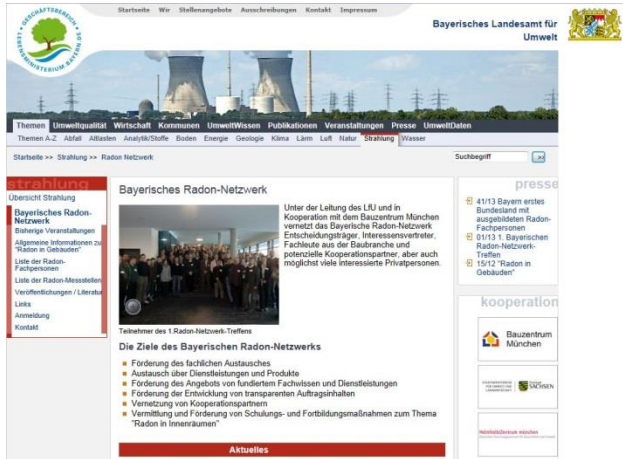 GESCHÄFTSBEREICH
LEBENSMINISTERIUM BAYERN
Startseite Wir Stellenangebote Ausschreibungen Kontakt Impressum
Bayerisches Landesamt für
Umwelt
Themen Umweltqualität Wirtschaft Kommunen UmweltWissen Publikationen Veranstaltungen Presse UmweltDaten
Themen A-Z Abfall Altlasten Analytik/Stoffe Boden Energie Geologie Klima Lärm Luft Natur Strahlung Wasser
Startseite >> Strahlung >> Radon Netzwerk
Suchbegriff >>
strahlung
Übersicht Strahlung
Bayerisches Radon-
Netzwerk
Bisherige Veranstaltungen
Allgemeine Informationen zu
"Radon in Gebäuden"
Liste der Radon-
Fachpersonen
Liste der Radon-Messstellen
Veröffentlichungen / Literatur
Links
Anmeldung
Kontakt
Bayerisches Radon-Netzwerk
Unter der Leitung des LfU und in
Kooperation mit dem Bauzentrum München
vernetzt das Bayerische Radon-Netzwerk
Entscheidungsträger, Interessensvertreter,
Fachleute aus der Baubranche und
potenzielle Kooperationspartner, aber auch
möglichst viele interessierte Privatpersonen.
Teilnehmer des 1.Radon-Netzwerk-Treffens
Die Ziele des Bayerischen Radon-Netzwerks
Förderung des fachlichen Austausches
Austausch über Dienstleistungen und Produkte
Förderung des Angebots von fundiertem Fachwissen und Dienstleistungen
Förderung der Entwicklung von transparenten Auftragsinhalten
Vernetzung von Kooperationspartnern
Vermittlung und Förderung von Schulungs- und Fortbildungsmaßnahmen zum Thema
"Radon in Innenräumen"
Aktuelles
presse
41/13 Bayern erstes
Bundesland mit
ausgebildeten Radon-
Fachpersonen
01/13 1. Bayerischen
Radon-Netzwerk-
Treffen
15/12 "Radon in
Gebäuden"
kooperation
Bauzentrum
München
SACHSEN